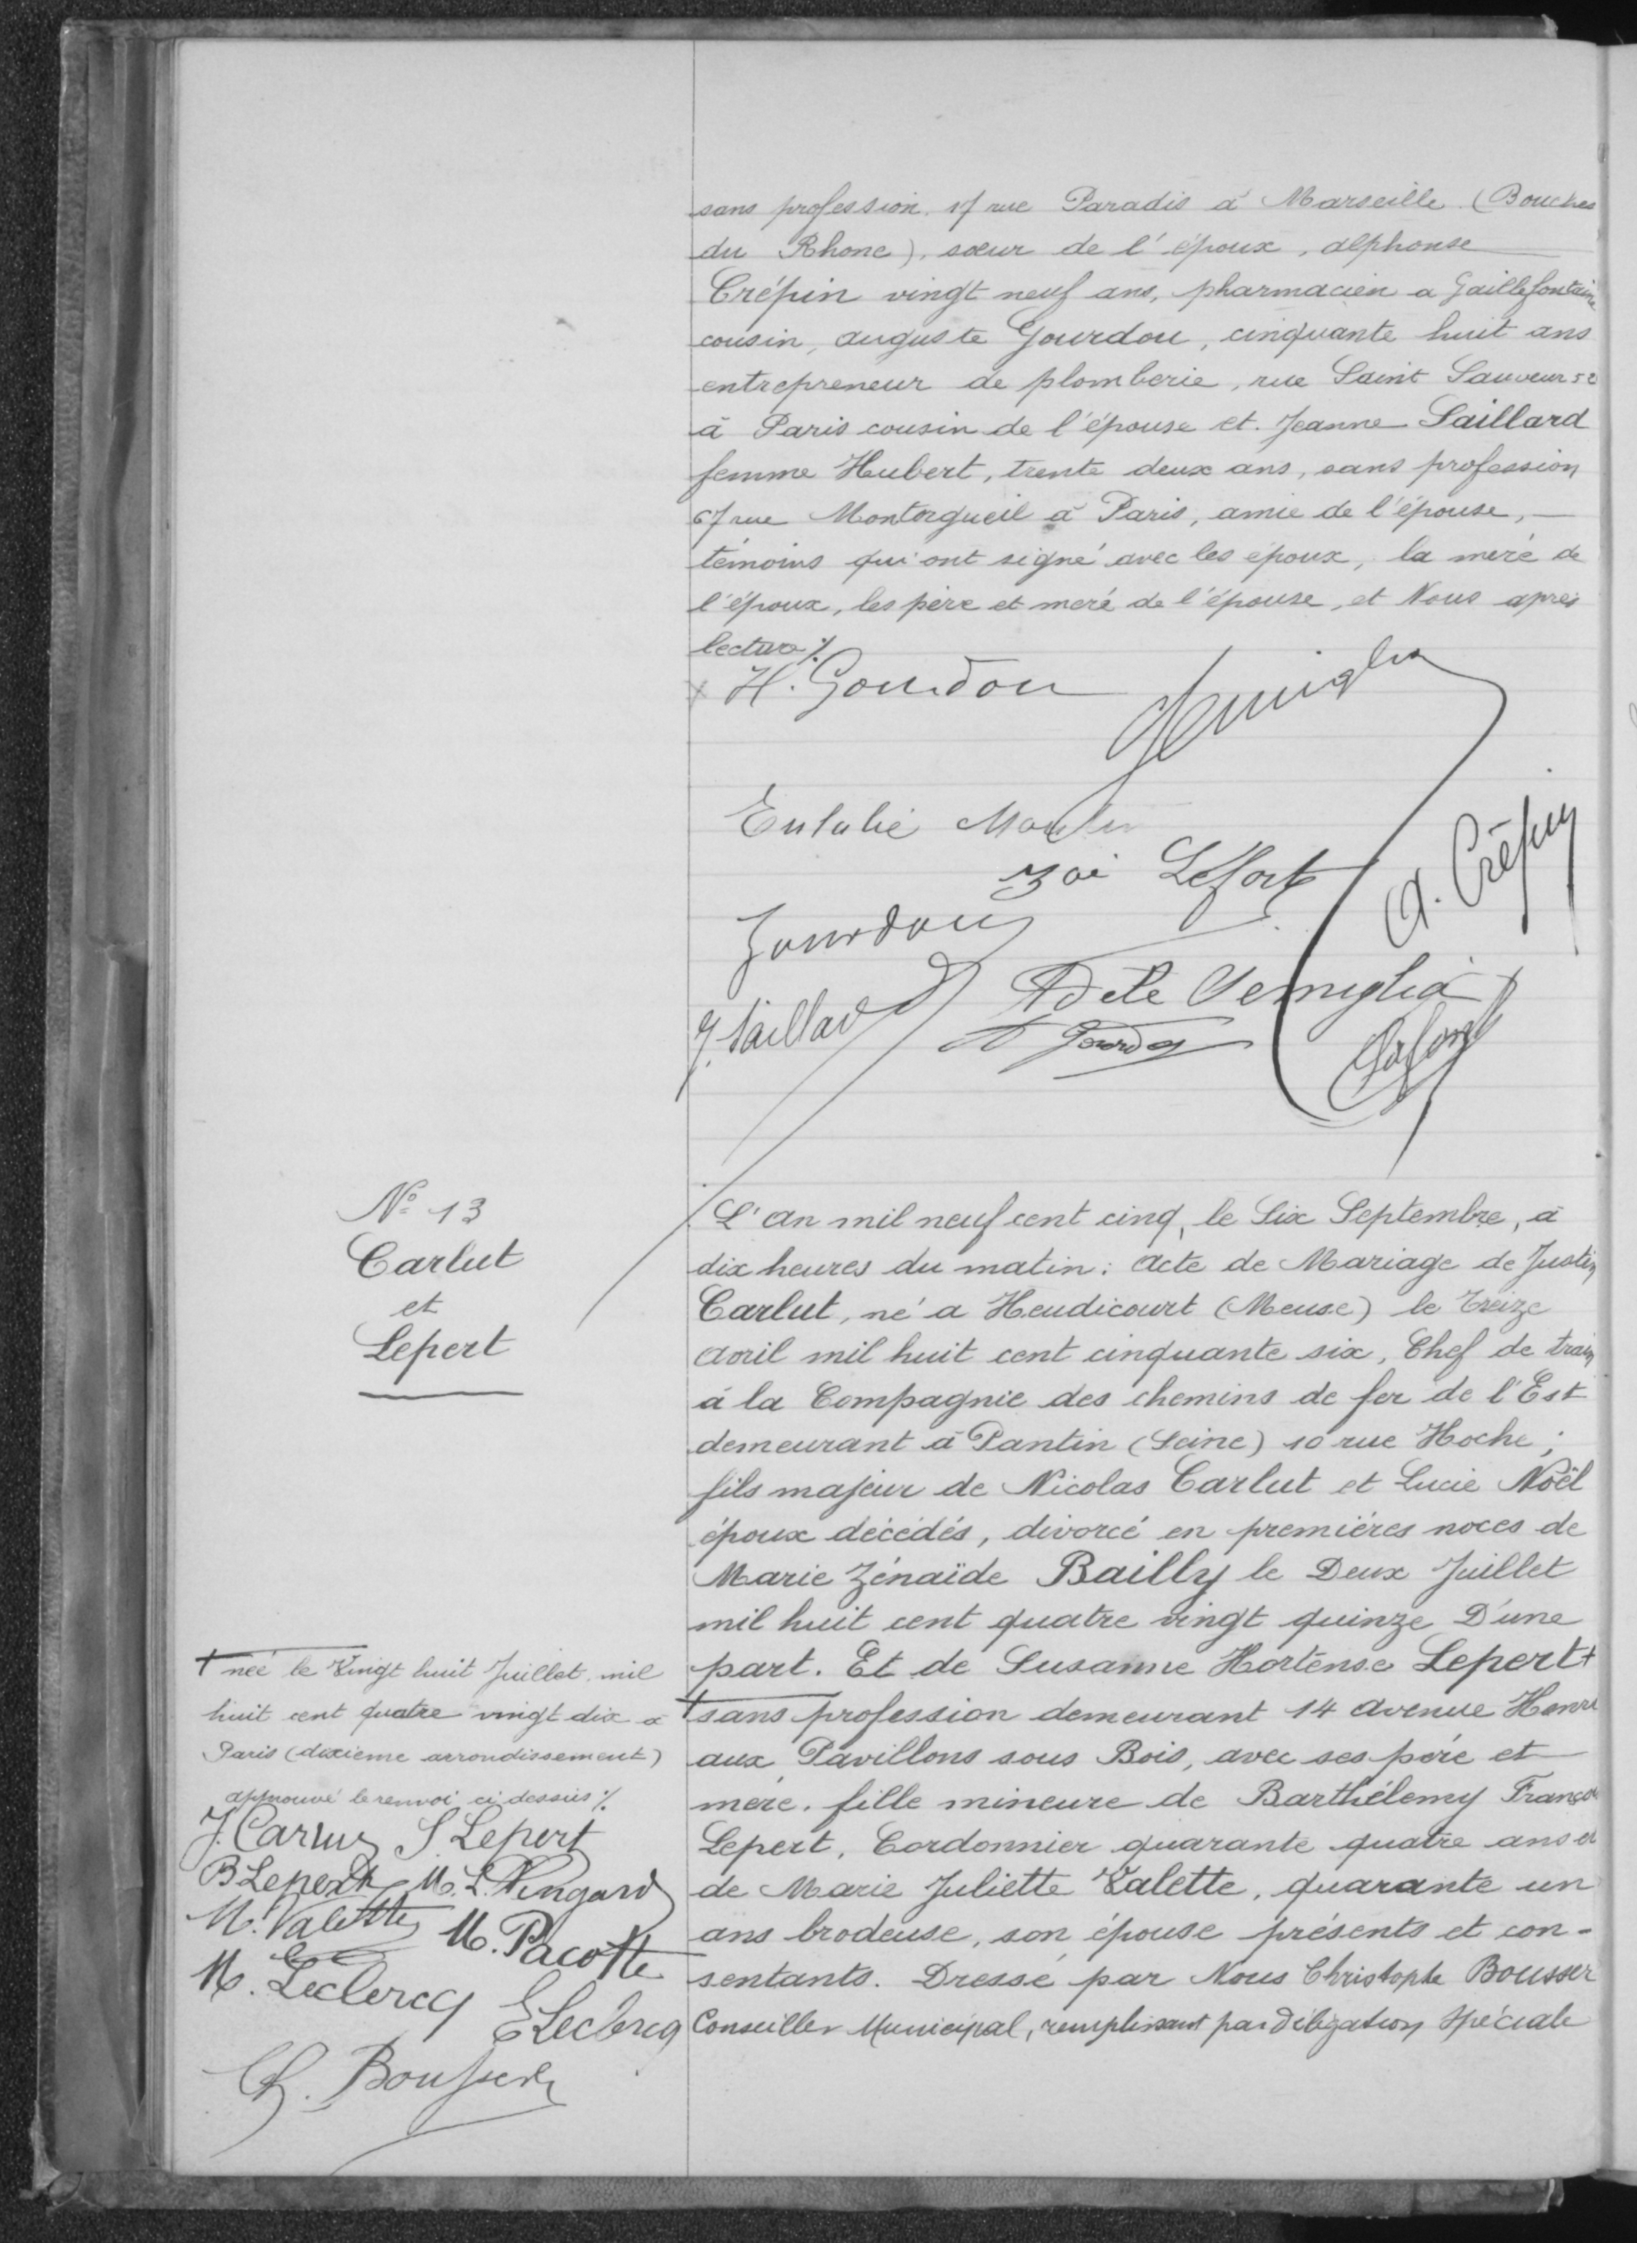 sans profession, 17 rue Paradis à Marseille (Bouches
du Rhone), sœur de l'époux, alphonse
Crépin vingt neuf ans, pharmacien a Gaillefontaine
cousin, auguste Gourdou, cinquante huit ans
entrepreneur de plomberie, rue Saint Sauveur 52
à Paris cousin de l'épouse et Jeanne Saillard
femme Hubert, trente deux ans, sans profession
67 rue Montorgueil à Paris, amie de l'épouse,
témoins qui ont signé avec les époux, la meré de
l'époux, les père et meré de l'épouse, et Nous après
lecture %.
H. Gourdou
Eulalie
Zoé Lefort
A. Crépin
Gourdou
Adele Vermiglia
J. Saillard
Gourdou
Lafont
N° 13
Carlut
et
Lepert
L'an mil neuf cent cinq, le Six Septembre, à
dix heures du matin: acte de Mariage de Justin
Carlut, né a Heudicourt (Meuse) le treize
avril mil huit cent cinquante six, Chef de train
à la Compagnie des chemins de fer de l'Est
demeurant à Pantin (Seine) 10 rue Hoche;
fils majeur de Nicolas Carlut et Lucie Noël
époux décédés, divorcé en premières noces de
Marie Zénaïde Bailly le Deux Juillet
mil huit cent quatre vingt quinze D'une
part. Et de Susanne Hortense Lepert +
+ sans profession demeurant 14 avenue Henri
aux Pavillons sous Bois, avec ses père et
mère. fille mineure de Barthélemy François
Lepert, Cordonnier quarante quatre ans et
de Marie Juliette Valette, quarante un
ans brodeuse, son épouse présents et con-
sentants. Dressé par Nous Christophe Bousser
Conseiller Municipal, remplissant par délégation Spéciale
+ née le Vingt huit Juillet mil
huit cent quatre vingt dix à
Paris (dixieme arrondissement)
approuvé le renvoi ci dessus %.
J. Carlut S Lepert
B Lepert M. L. Wingard
M. Valette M. Pacotte
M. Leclercq E Leclercq
Ch. Bousser